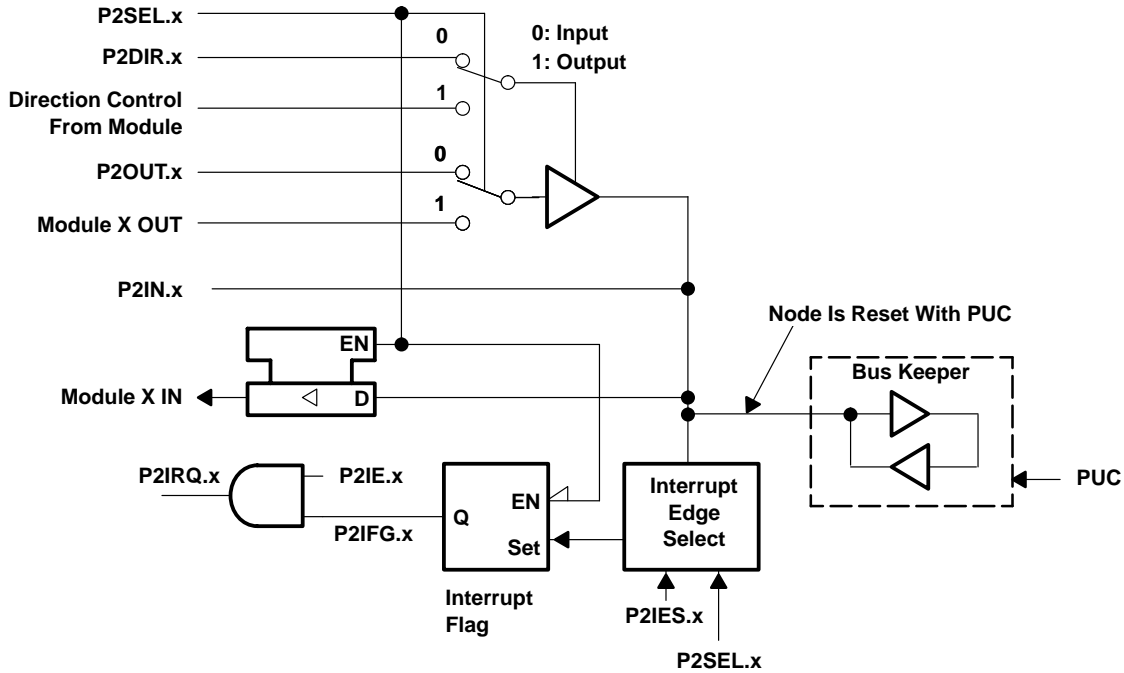 P2SEL.x
0
0: Input
1: Output
P2DIR.x
Direction Control
From Module
1
0
P2OUT.x
1
Module X OUT
P2IN.x
Node Is Reset With PUC
EN
Bus Keeper
Module X IN
D
P2IRQ.x
P2IE.x
PUC
Interrupt
Edge
Select
EN
Q
P2IFG.x
Set
Interrupt
Flag
P2IES.x
P2SEL.x